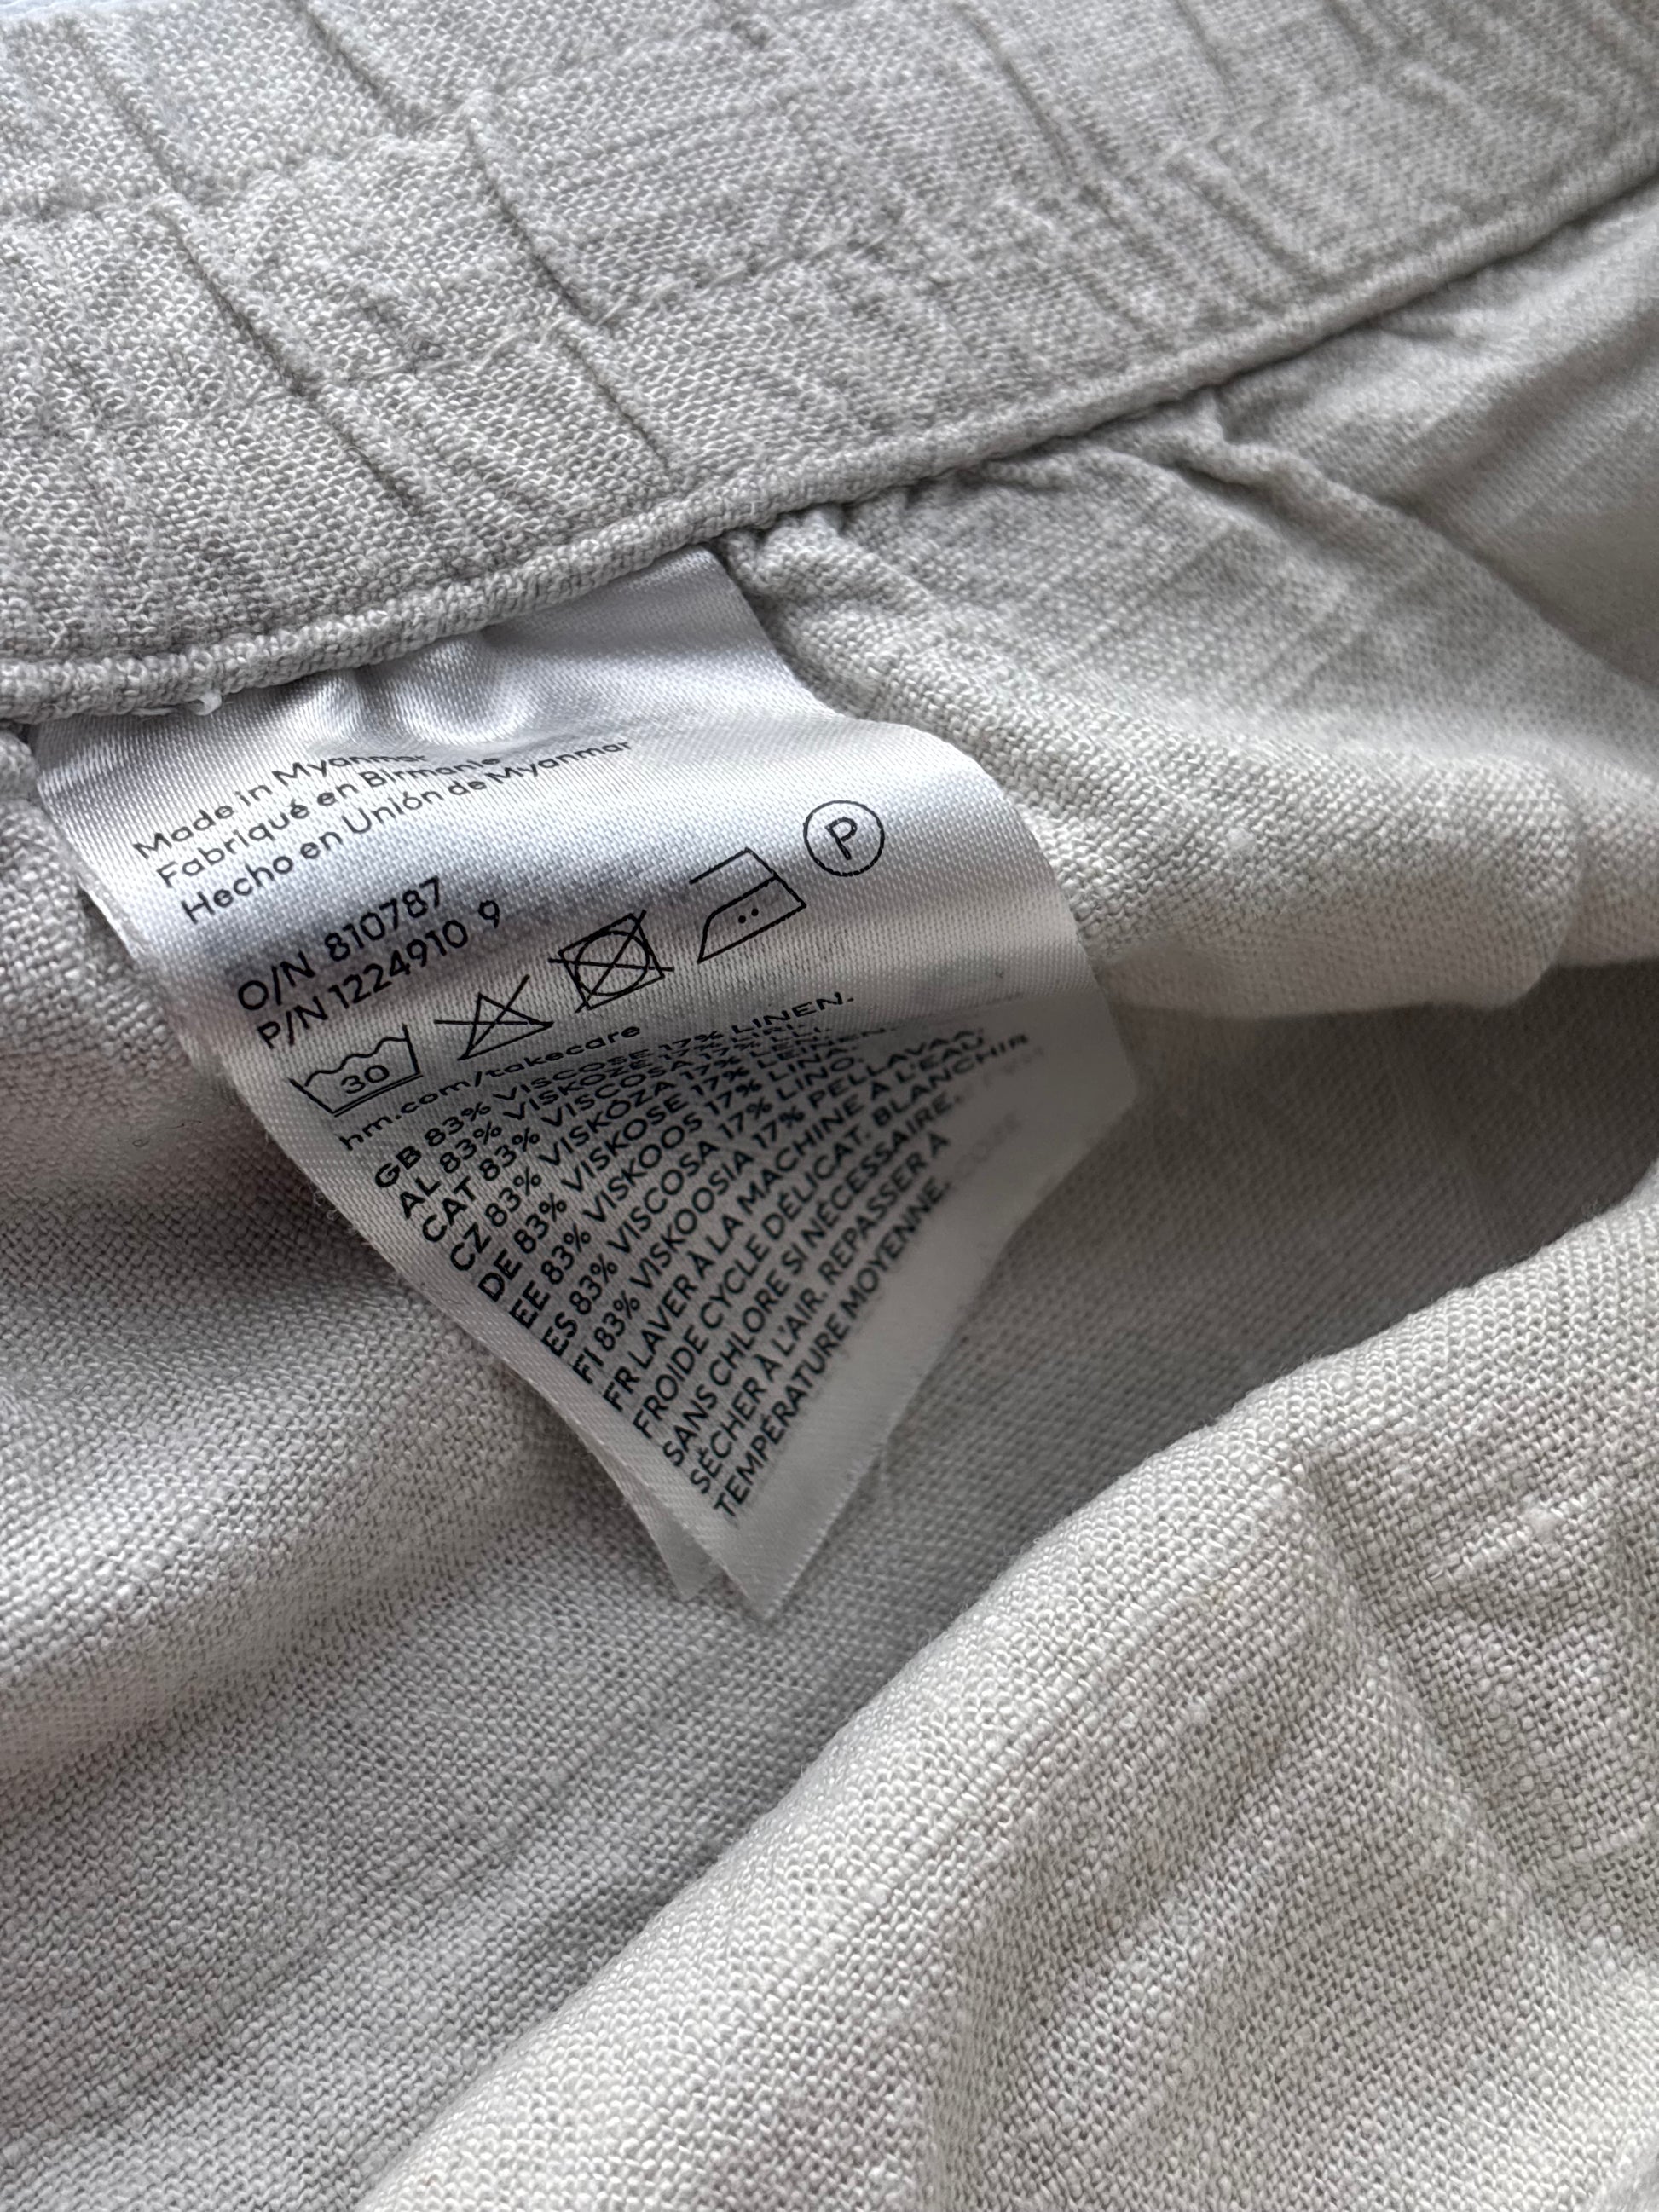 Made in Myanmar
Fabriqué en Birmanie
Hecho en Unión de Myanmar
O/N 810787
P/N 1224910 9
P
30
hm.com/takecare
GB 83% VISCOSE 17% LINEN.
AL 83% VISKOZE 17% LIRI.
CAT 83% VISCOSA 17% LLI.
CZ 83% VISKÓZA 17% LEN.
DE 83% VISKOSE 17% LEINEN.
EE 83% VISKOOS 17% LINA.
ES 83% VISCOSA 17% LINO.
FI 83% VISKOOSIA 17% PELLAVAA.
FR LAVER À LA MACHINE À L'EAU
FROIDE CYCLE DÉLICAT. BLANCHIR
SANS CHLORE SI NÉCESSAIRE.
SÉCHER À L'AIR. REPASSER À
TEMPÉRATURE MOYENNE.